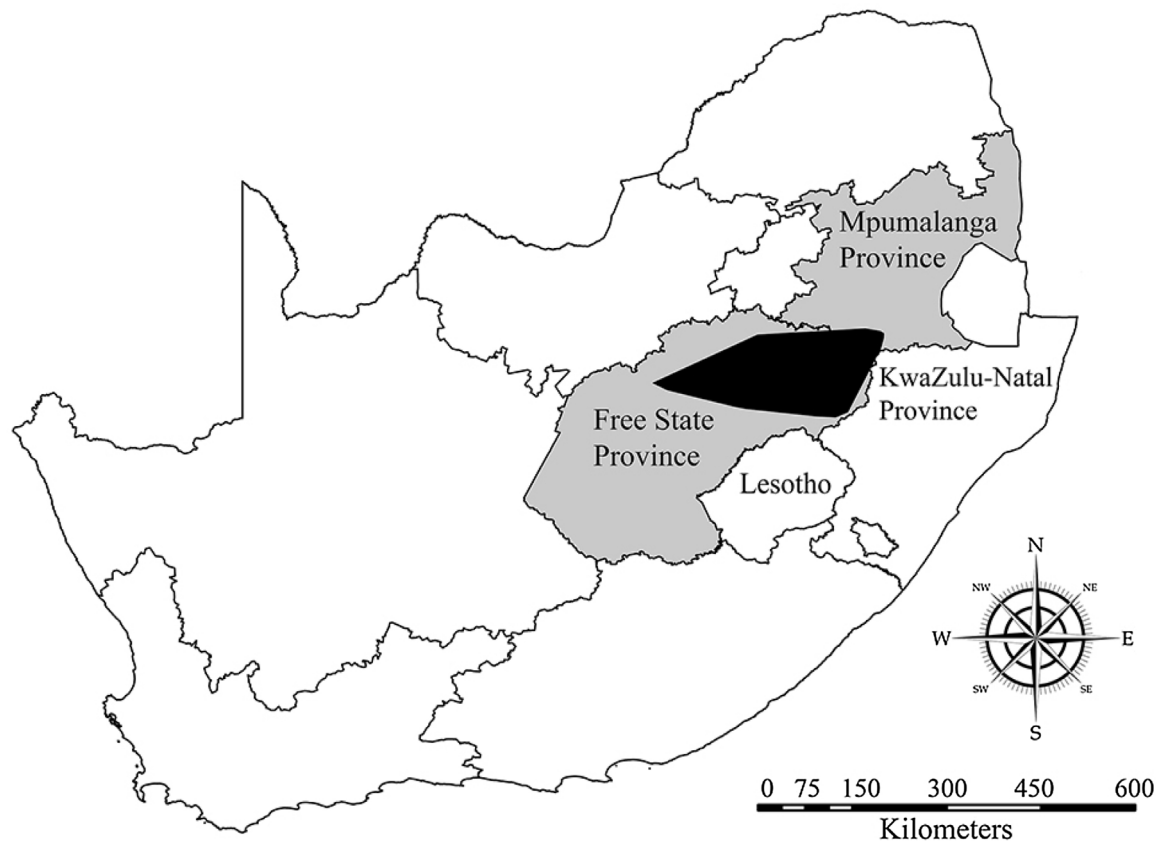 Mpumalanga
Province
KwaZulu-Natal
Province
Free State
Province
Lesotho
N
NW
NE
W
E
SW
SE
S
0 75 150 300 450 600
Kilometers